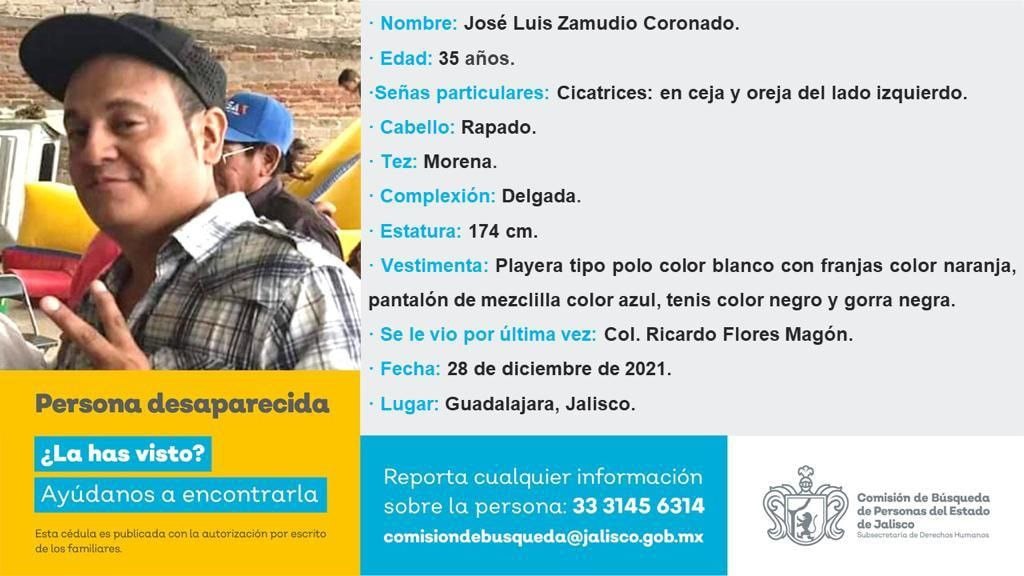 · Nombre: José Luis Zamudio Coronado.
· Edad: 35 años.
·Señas particulares: Cicatrices: en ceja y oreja del lado izquierdo.
· Cabello: Rapado.
· Tez: Morena.
· Complexión: Delgada.
· Estatura: 174 cm.
· Vestimenta: Playera tipo polo color blanco con franjas color naranja,
pantalón de mezclilla color azul, tenis color negro y gorra negra.
· Se le vio por última vez: Col. Ricardo Flores Magón.
· Fecha: 28 de diciembre de 2021.
· Lugar: Guadalajara, Jalisco.
Persona desaparecida
¿La has visto?
Ayúdanos a encontrarla
Esta cédula es publicada con la autorización por escrito
de los familiares.
Reporta cualquier información
sobre la persona: 33 3145 6314
comisiondebusqueda@jalisco.gob.mx
Comisión de Búsqueda
de Personas del Estado
de Jalisco
Subsecretaría de Derechos Humanos